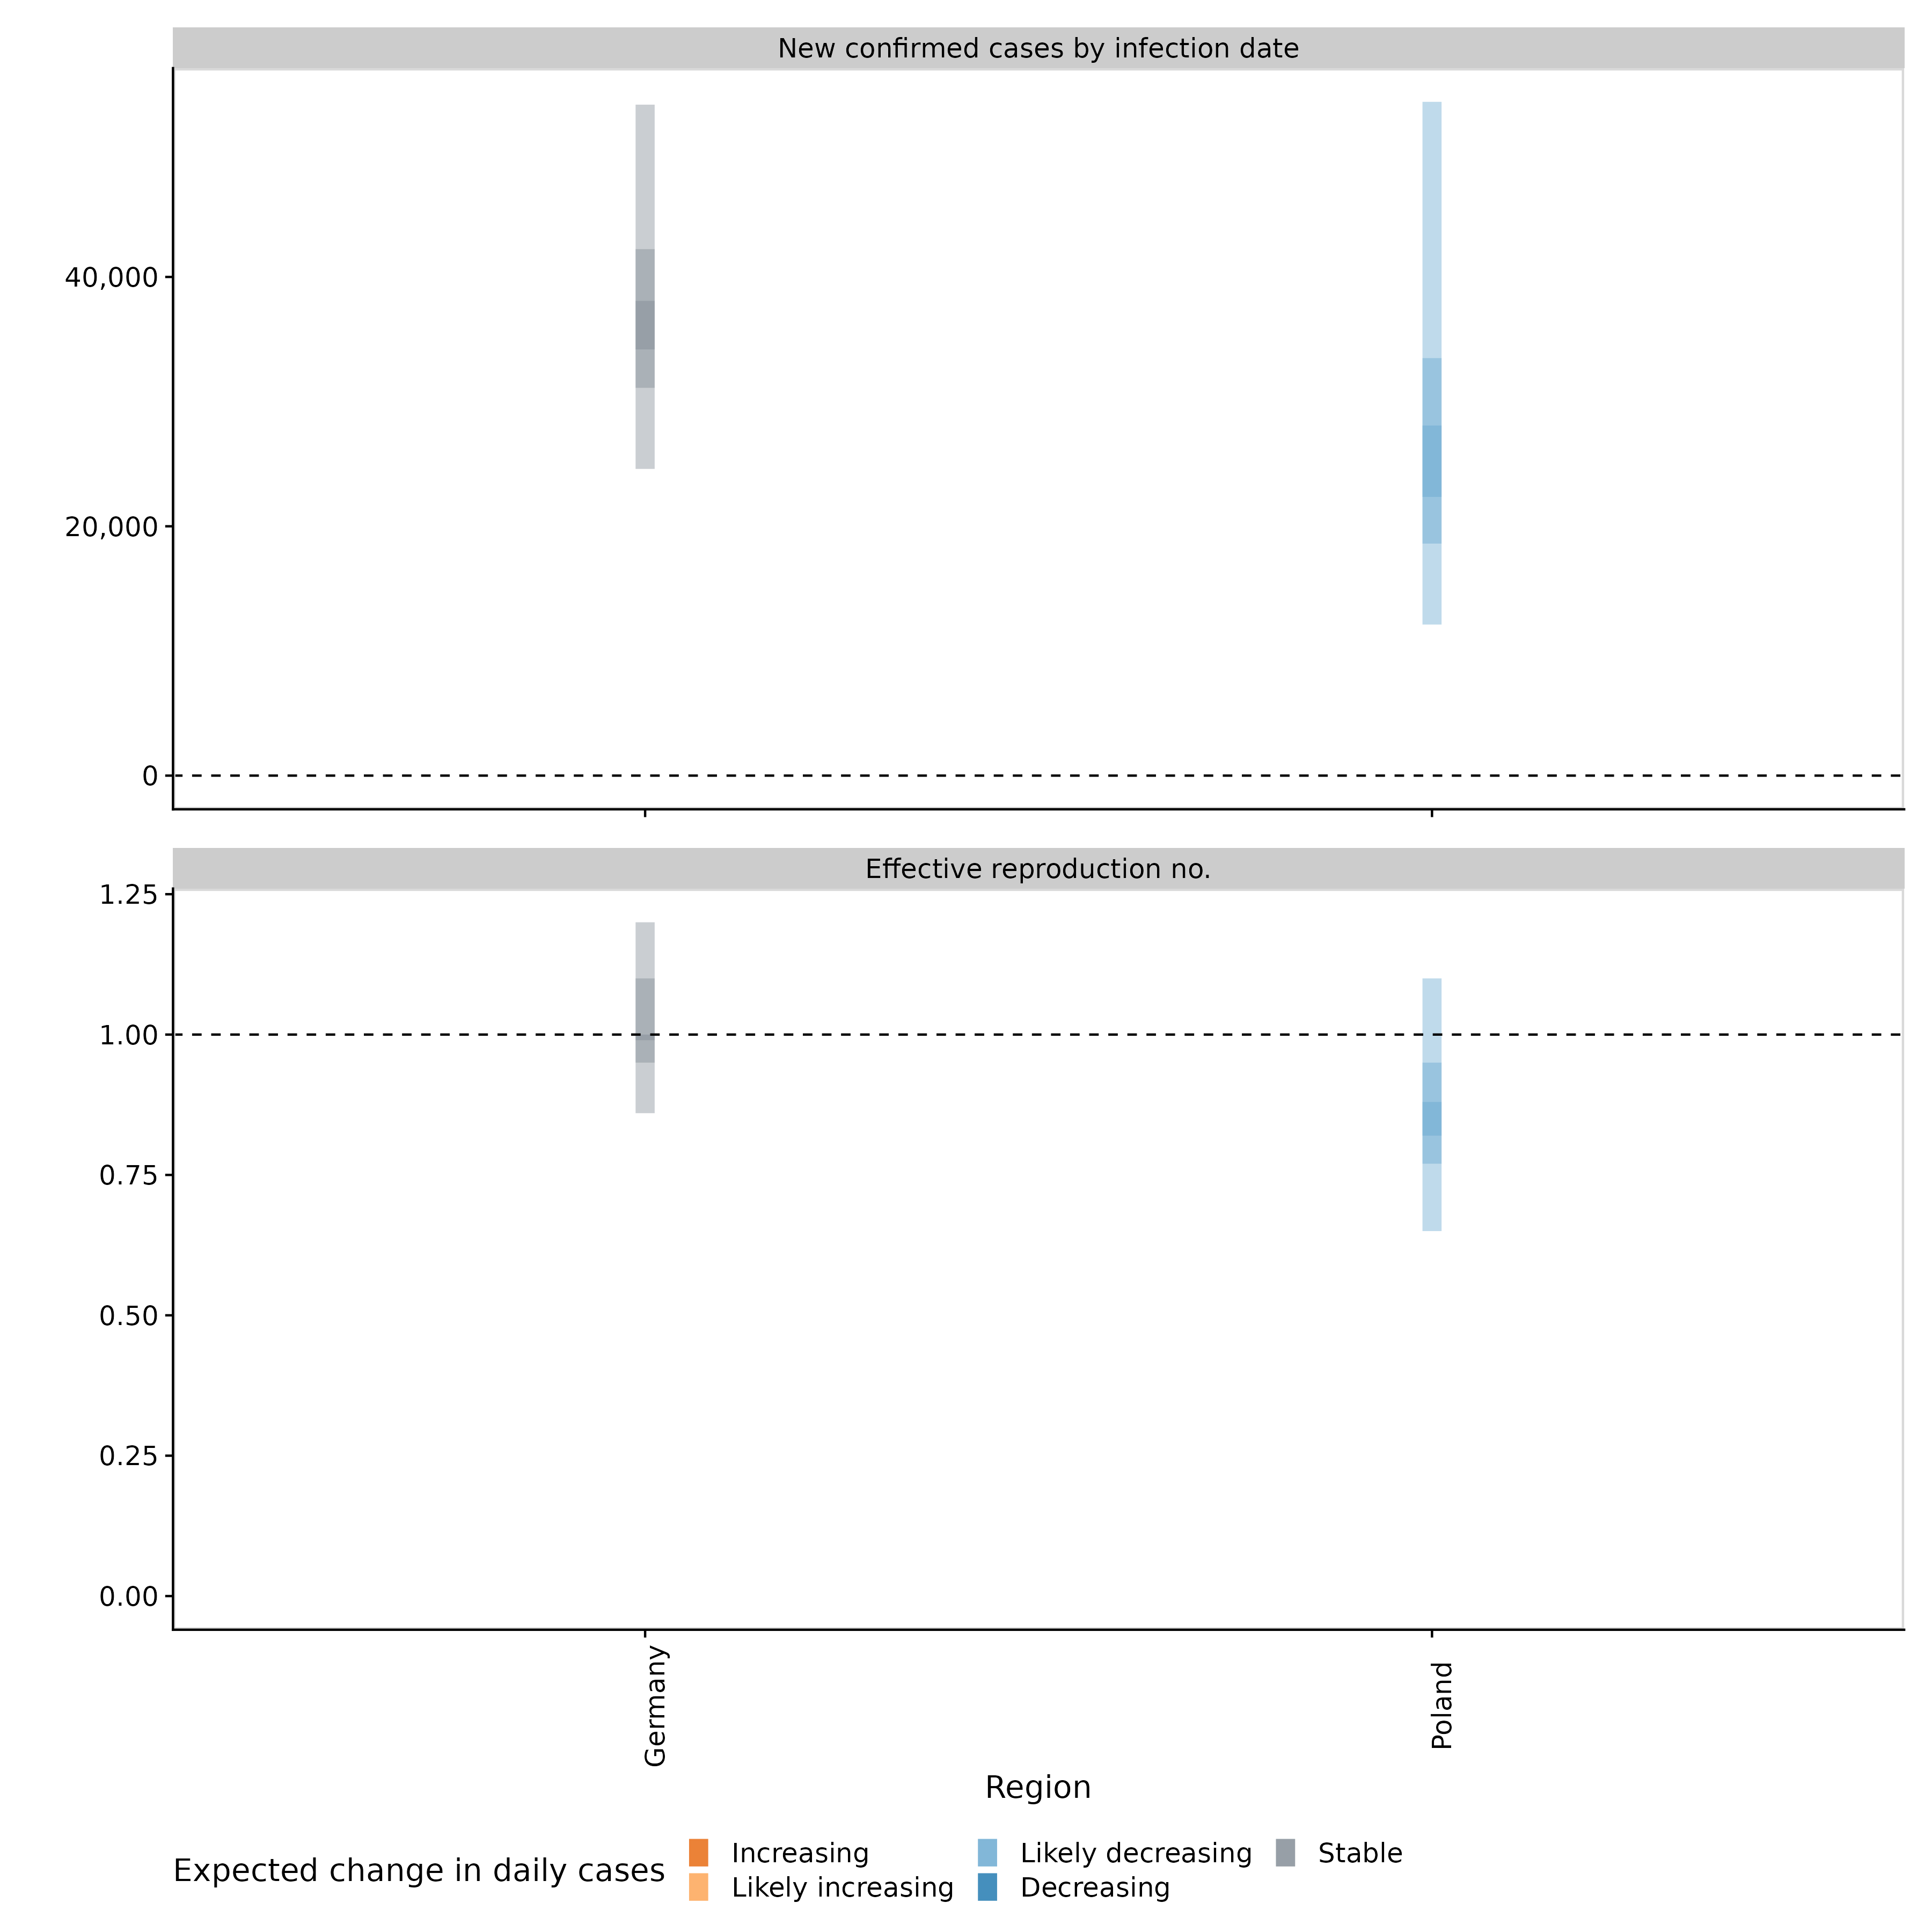 New confirmed cases by infection date
40,000
20,000
0
Effective reproduction no.
1.25
1.00
0.75
0.50
0.25
0.00
Germany
Poland
Region
Expected change in daily cases
Increasing
Likely increasing
Likely decreasing
Decreasing
Stable